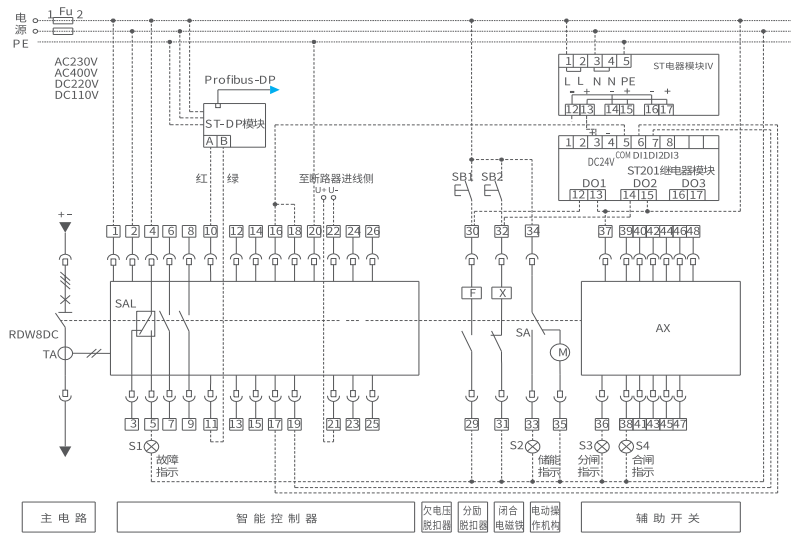 电源
1 Fu 2
PE
AC230V
AC400V
DC220V
DC110V
Profibus-DP
ST-DP模块
A B
红 绿
至断路器进线侧
U+ U-
ST电器模块IV
1 2 3 4 5
L L N N PE
- + - + - +
12 13 14 15 16 17
1 2 3 4 5 6 7 8
+ -
DC24V
COM DI1DI2DI3
ST201继电器模块
DO1 DO2 DO3
12 13 14 15 16 17
SB1 SB2
+ -
1 2 4 6 8 10 12 14 16 18 20 22 24 26
30 32 34 37 39 40 42 44 46 48
SAL
F X
SA
M
AX
RDW8DC
TA
3 5 7 9 11 13 15 17 19 21 23 25
29 31 33 35 36 38 41 43 45 47
S1
故障指示
S2
储能指示
S3
分闸指示
S4
合闸指示
主电路
智能控制器
欠电压脱扣器
分励脱扣器
闭合电磁铁
电动操作机构
辅助开关